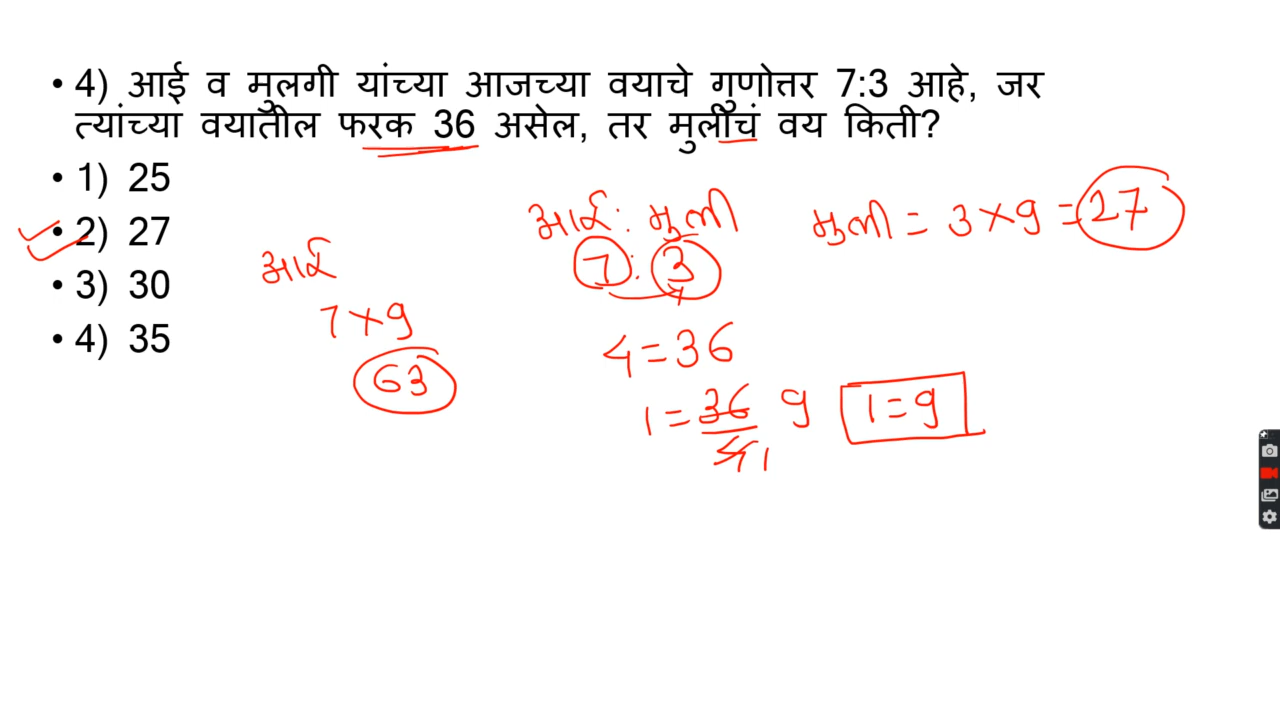 • 4) आई व मुलगी यांच्या आजच्या वयाचे गुणोत्तर 7:3 आहे, जर
त्यांच्या वयातील फरक 36 असेल, तर मुलीचं वय किती?
• 1) 25
• 2) 27
• 3) 30
• 4) 35
आई : मुली
7 : 3
4 = 36
1 = 36/4 9
1
1 = 9
मुली = 3 × 9 = 27
आई
7 × 9
63